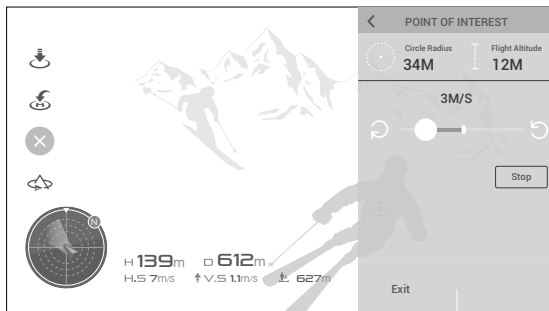 POINT OF INTEREST
Circle Radius
34M
Flight Altitude
12M
3M/S
Stop
N
H 139m D 612m
H.S 7m/s V.S 1.1m/s 627m
Exit